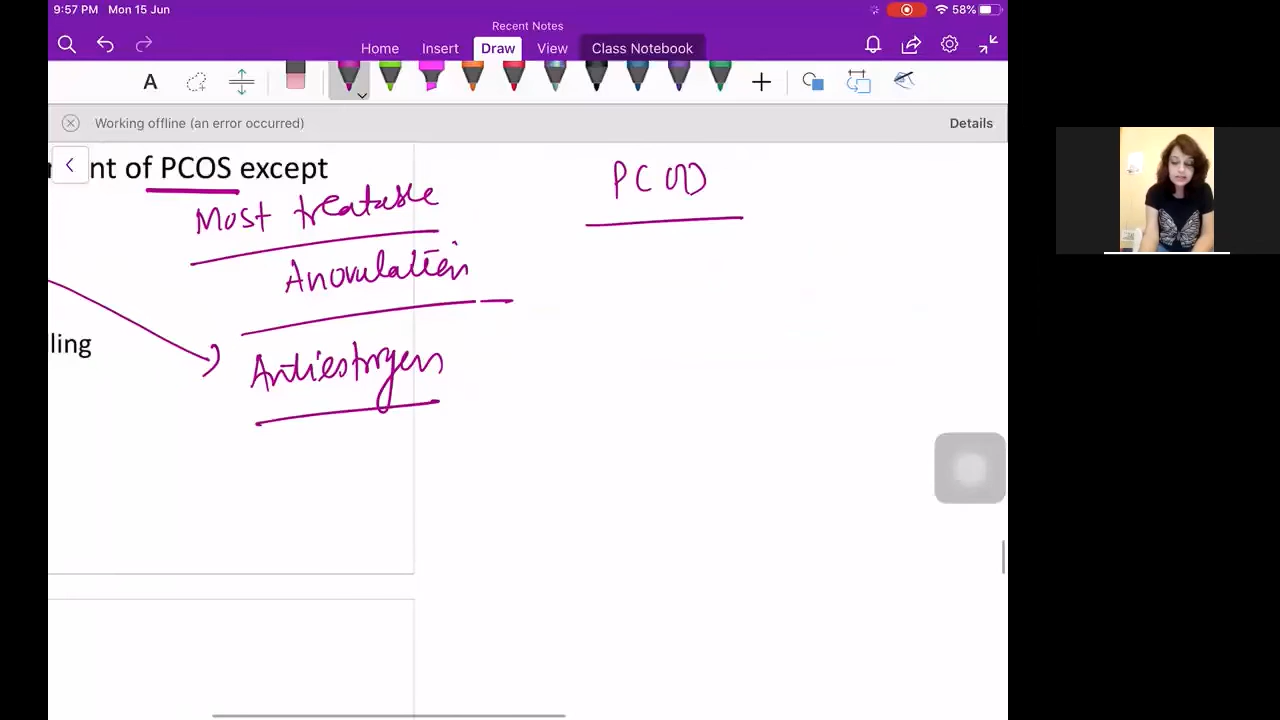 9:57 PM Mon 15 Jun
58%
Recent Notes
Home Insert Draw View Class Notebook
A
Working offline (an error occurred)
Details
nt of PCOS except
PCOD
Most treatable
Anovulation
ling
Antiestrogens